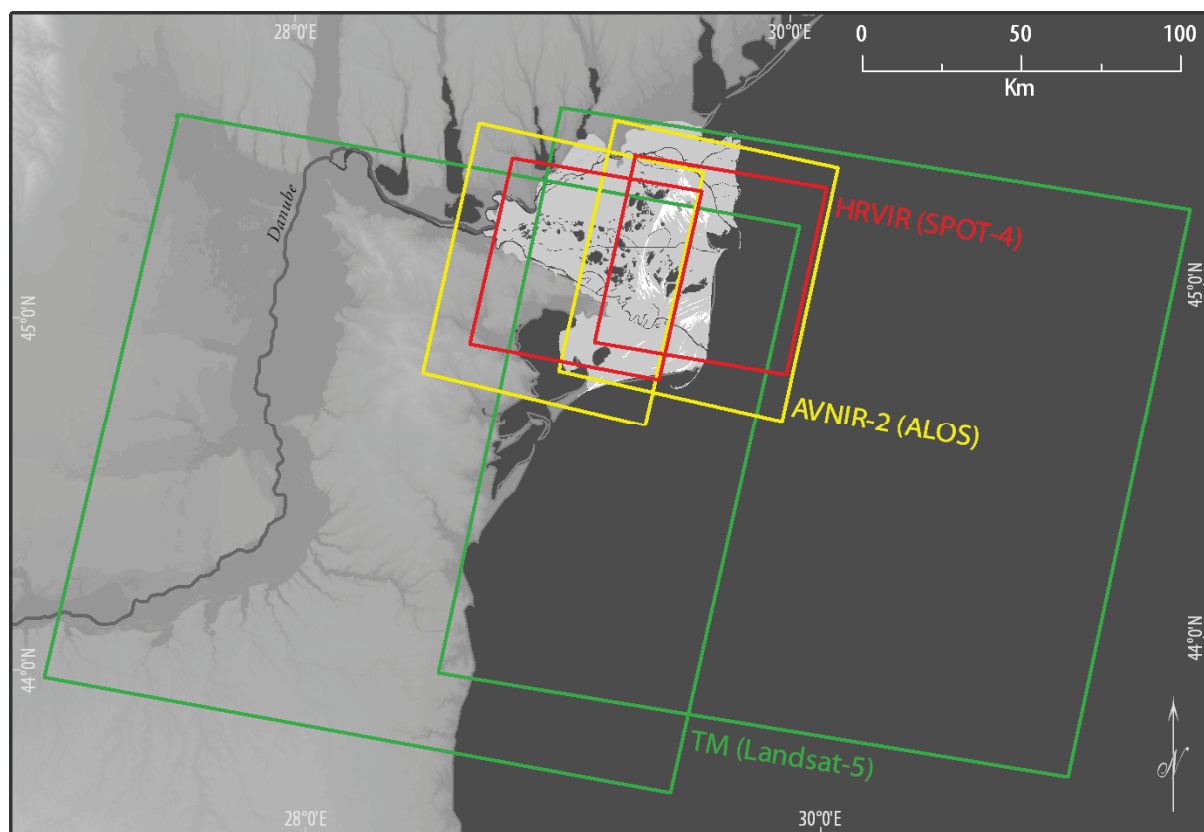 28°0'E
30°0'E
0 50 100
Km
Danube
HRVIR (SPOT-4)
45°0'N
45°0'N
AVNIR-2 (ALOS)
44°0'N
44°0'N
TM (Landsat-5)
N
28°0'E
30°0'E